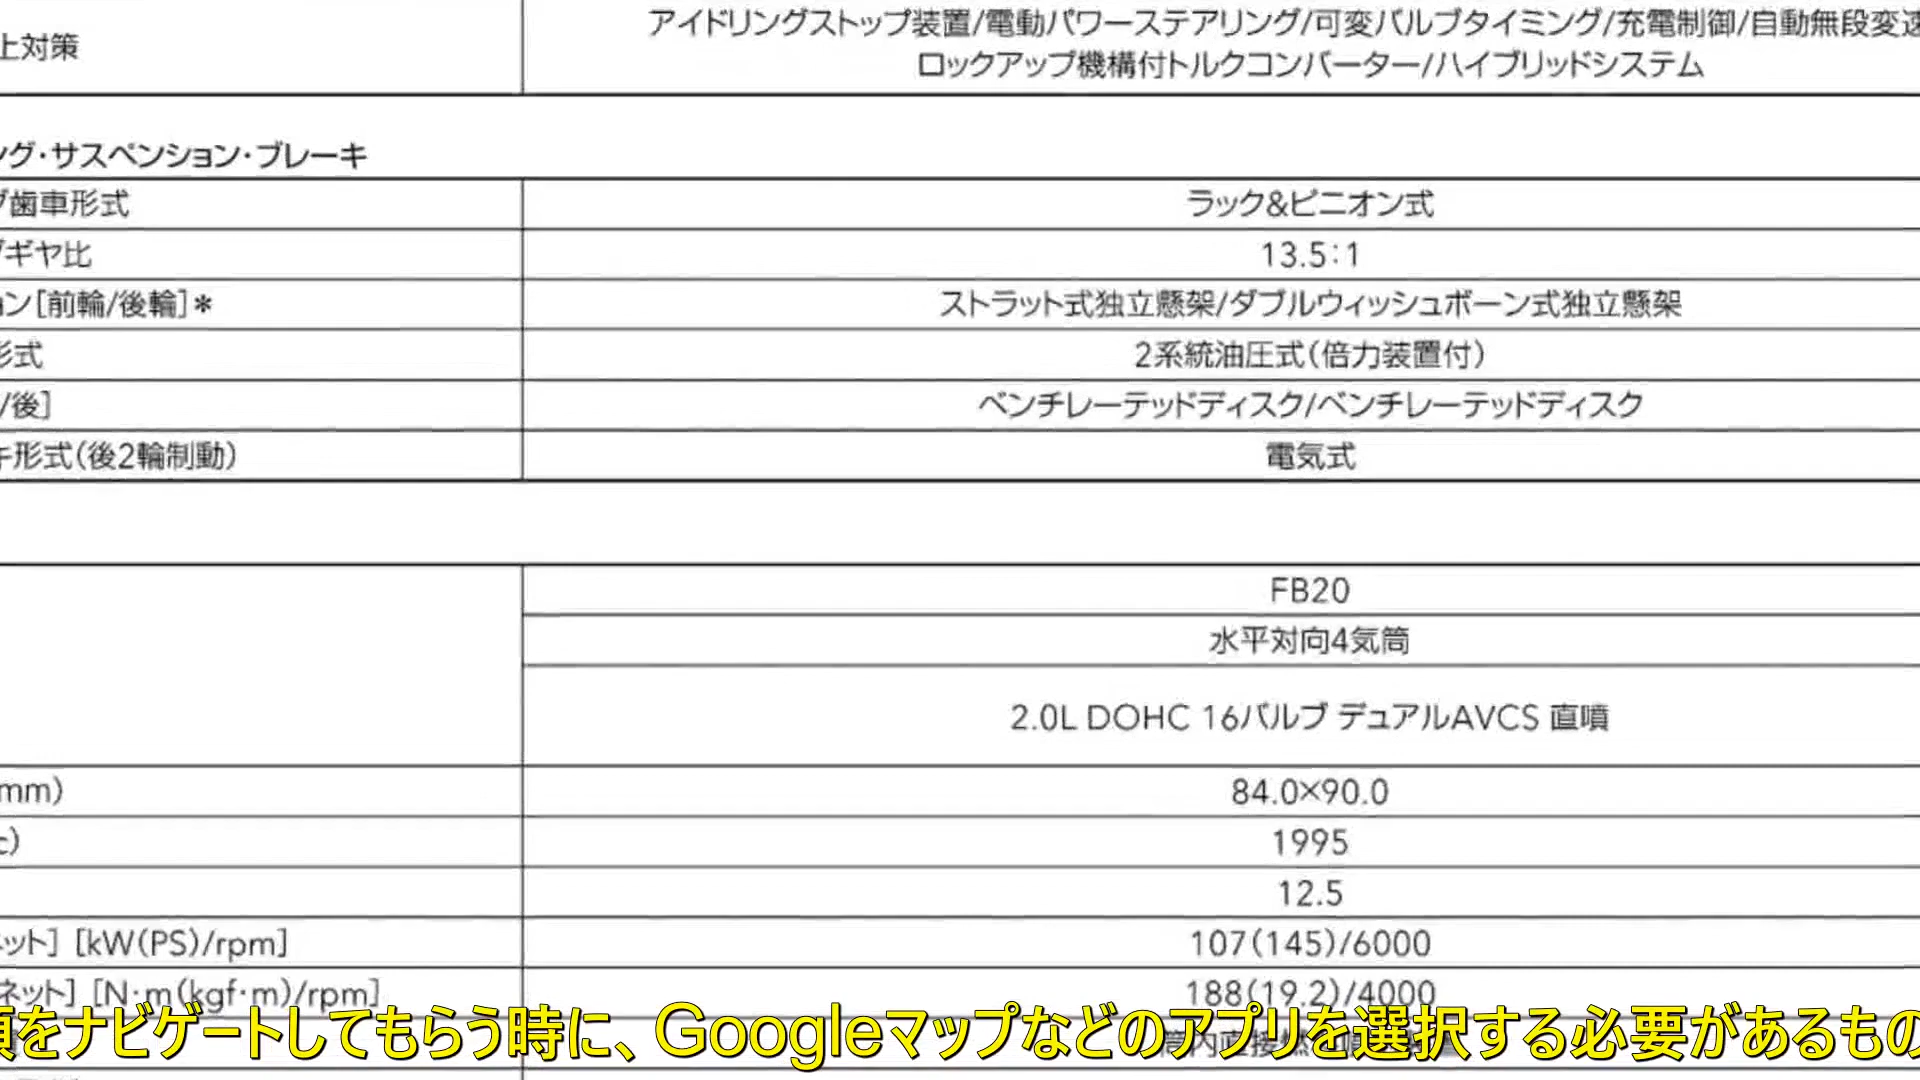 アイドリングストップ装置/電動パワーステアリング/可変バルブタイミング/充電制御/自動無段変速
上対策
ロックアップ機構付トルクコンバーター/ハイブリッドシステム
ング・サスペンション・ブレーキ
グ歯車形式 ラック&ピニオン式
グギヤ比 13.5:1
ョン[前輪/後輪]* ストラット式独立懸架/ダブルウィッシュボーン式独立懸架
形式 2系統油圧式(倍力装置付)
/後] ベンチレーテッドディスク/ベンチレーテッドディスク
キ形式(後2輪制動) 電気式
FB20
水平対向4気筒
2.0L DOHC 16バルブ デュアルAVCS 直噴
mm) 84.0×90.0
c) 1995
12.5
ネット] [kW(PS)/rpm] 107(145)/6000
ネット] [N·m(kgf·m)/rpm] 188(19.2)/4000
をナビゲートしてもらう時に、Googleマップなどのアプリを選択する必要があるもの